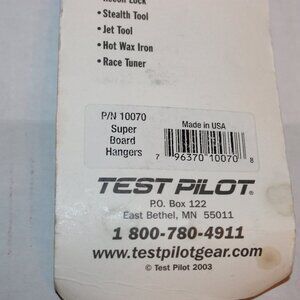 Recoil Lock
• Stealth Tool
• Jet Tool
• Hot Wax Iron
• Race Tuner
P/N 10070
Super
Board
Hangers
Made in USA
7 96370 10070 8
TEST PILOT®
P.O. Box 122
East Bethel, MN 55011
1 800-780-4911
www.testpilotgear.com
© Test Pilot 2003